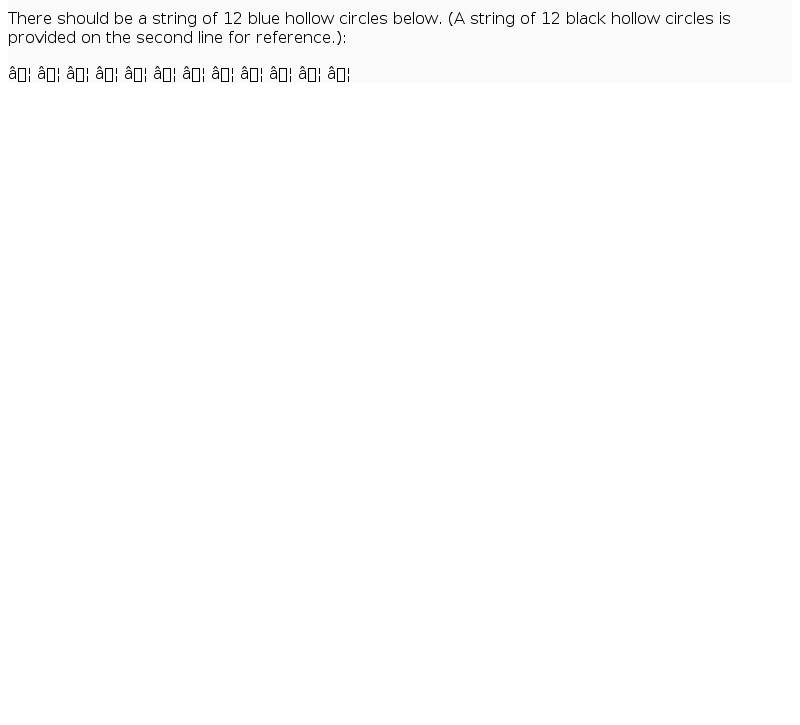 There should be a string of 12 blue hollow circles below. (A string of 12 black hollow circles is
provided on the second line for reference.):
â▯¦ â▯¦ â▯¦ â▯¦ â▯¦ â▯¦ â▯¦ â▯¦ â▯¦ â▯¦ â▯¦ â▯¦